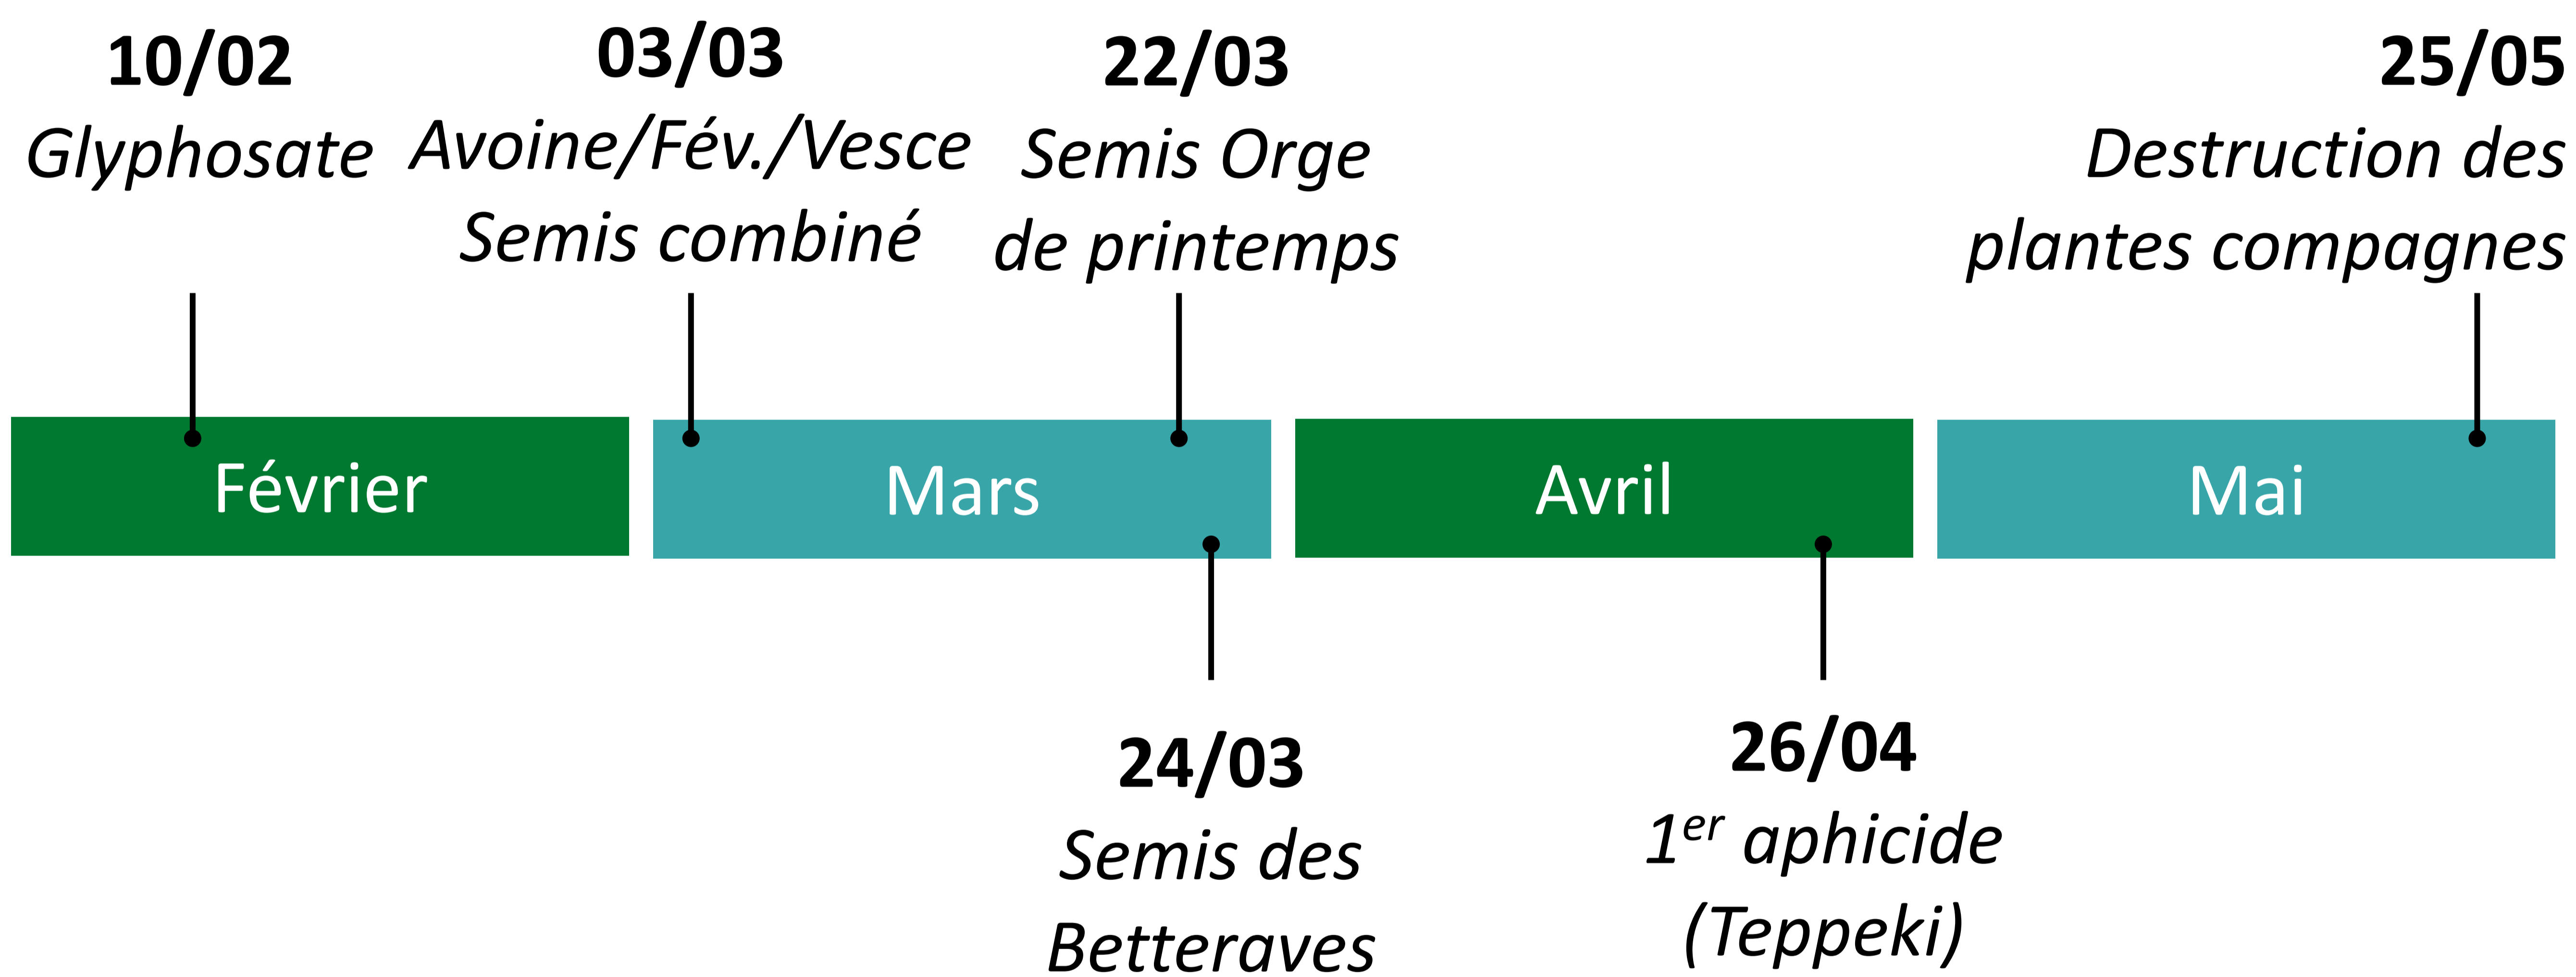 10/02
Glyphosate
03/03
Avoine/Fév./Vesce
Semis combiné
22/03
Semis Orge
de printemps
25/05
Destruction des
plantes compagnes
Février
Mars
Avril
Mai
24/03
Semis des
Betteraves
26/04
1er aphicide
(Teppeki)